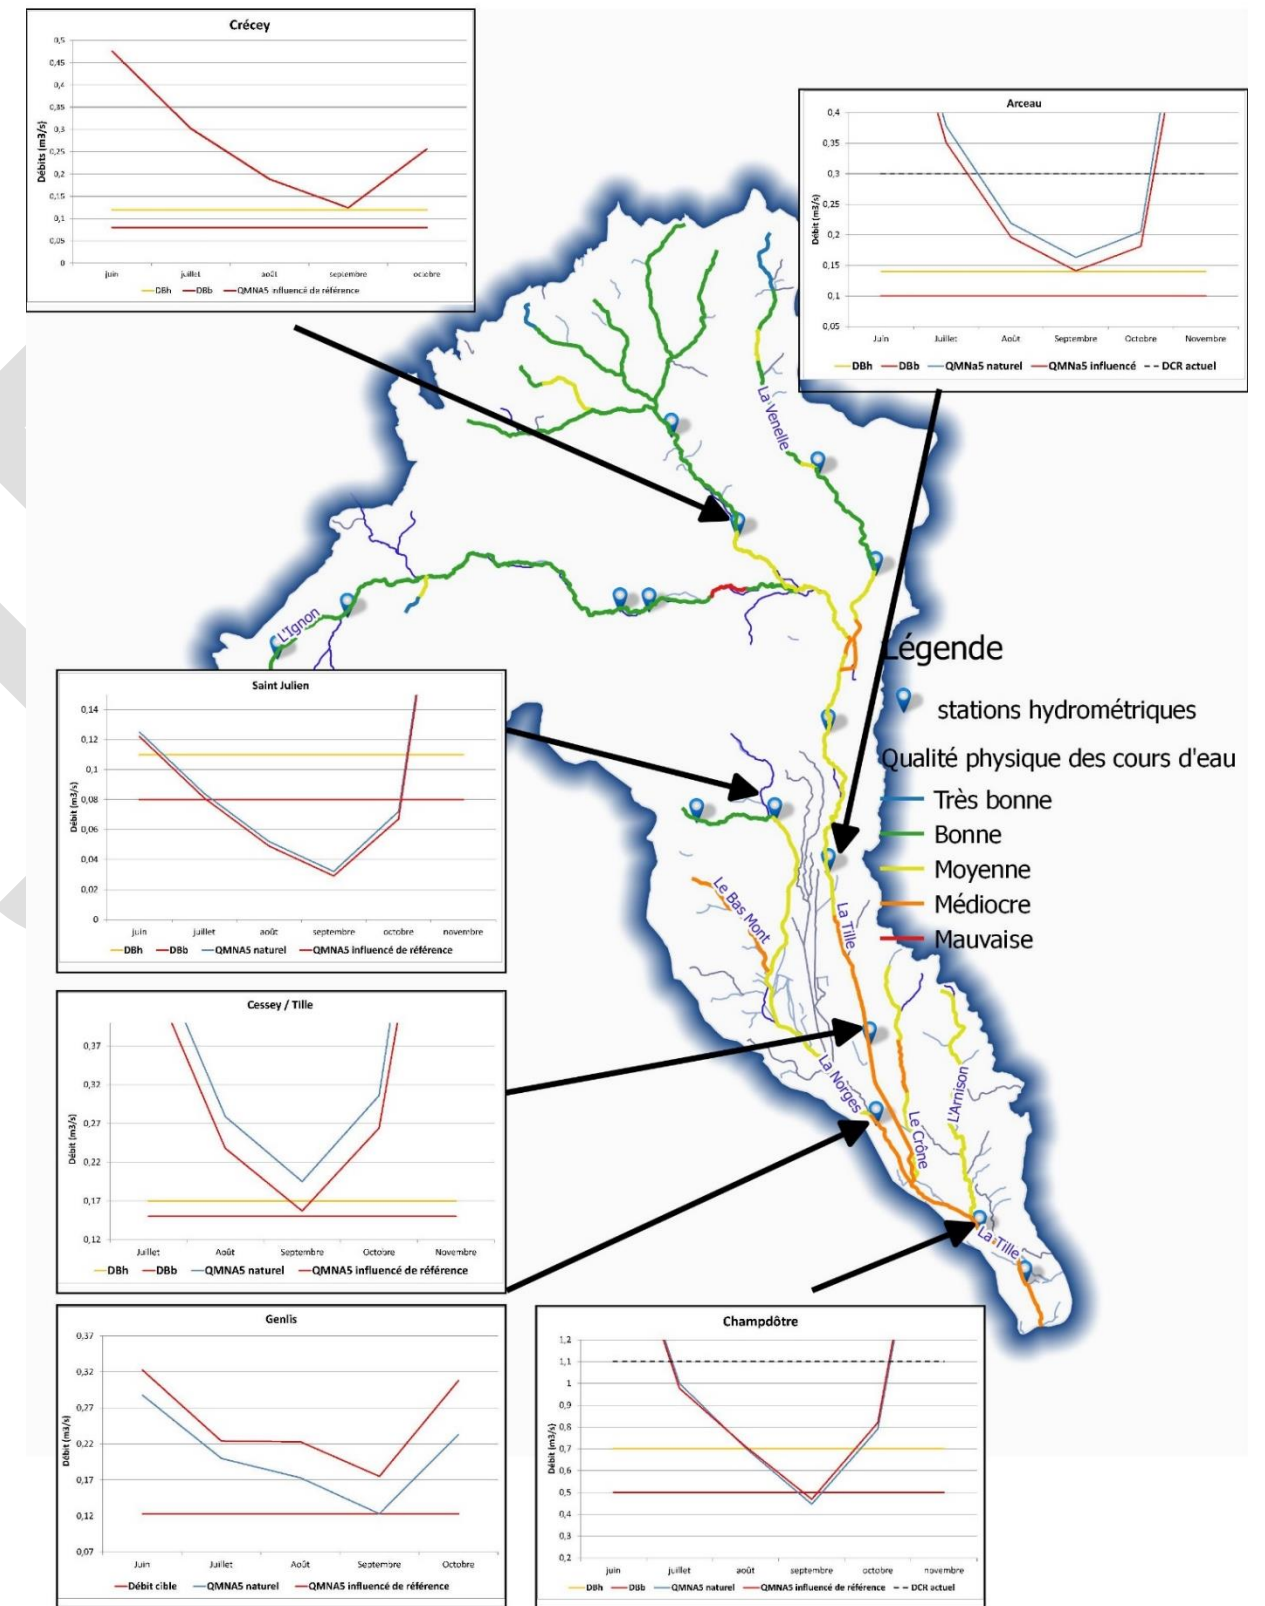 Crécey
0,5
0,45
0,4
0,35
0,3
0,25
0,2
0,15
0,1
0,05
0
Débits (m3/s)
juin juillet août septembre octobre
DBh DBb QMNA5 influencé de référence
Arceau
0,4
0,35
0,3
0,25
0,2
0,15
0,1
0,05
Débit (m3/s)
Juin Juillet Août Septembre Octobre Novembre
DBh DBb QMNa5 naturel QMNa5 influencé DCR actuel
La Venelle
L'Ignon
Légende
stations hydrométriques
Qualité physique des cours d'eau
Très bonne
Bonne
Moyenne
Médiocre
Mauvaise
Saint Julien
0,14
0,12
0,1
0,08
0,06
0,04
0,02
0
Débit (m3/s)
juin juillet août septembre octobre novembre
DBh DBb QMNA5 naturel QMNA5 influencé de référence
Le Bas Mont
La Tille
La Norges
Le Crône
L'Arnison
La Tille
Cessey / Tille
0,37
0,32
0,27
0,22
0,17
0,12
Débit (m3/s)
Juillet Août Septembre Octobre Novembre
DBh DBb QMNA5 naturel QMNA5 influencé de référence
Genlis
0,37
0,32
0,27
0,22
0,17
0,12
0,07
Débit (m3/s)
Juin Juillet Août Septembre Octobre
Débit cible QMNA5 naturel QMNA5 influencé de référence
Champdôtre
1,2
1,1
1
0,9
0,8
0,7
0,6
0,5
0,4
0,3
0,2
Débit (m3/s)
juin juillet août septembre octobre novembre
DBh DBb QMNA5 naturel QMNA5 influencé de référence DCR actuel